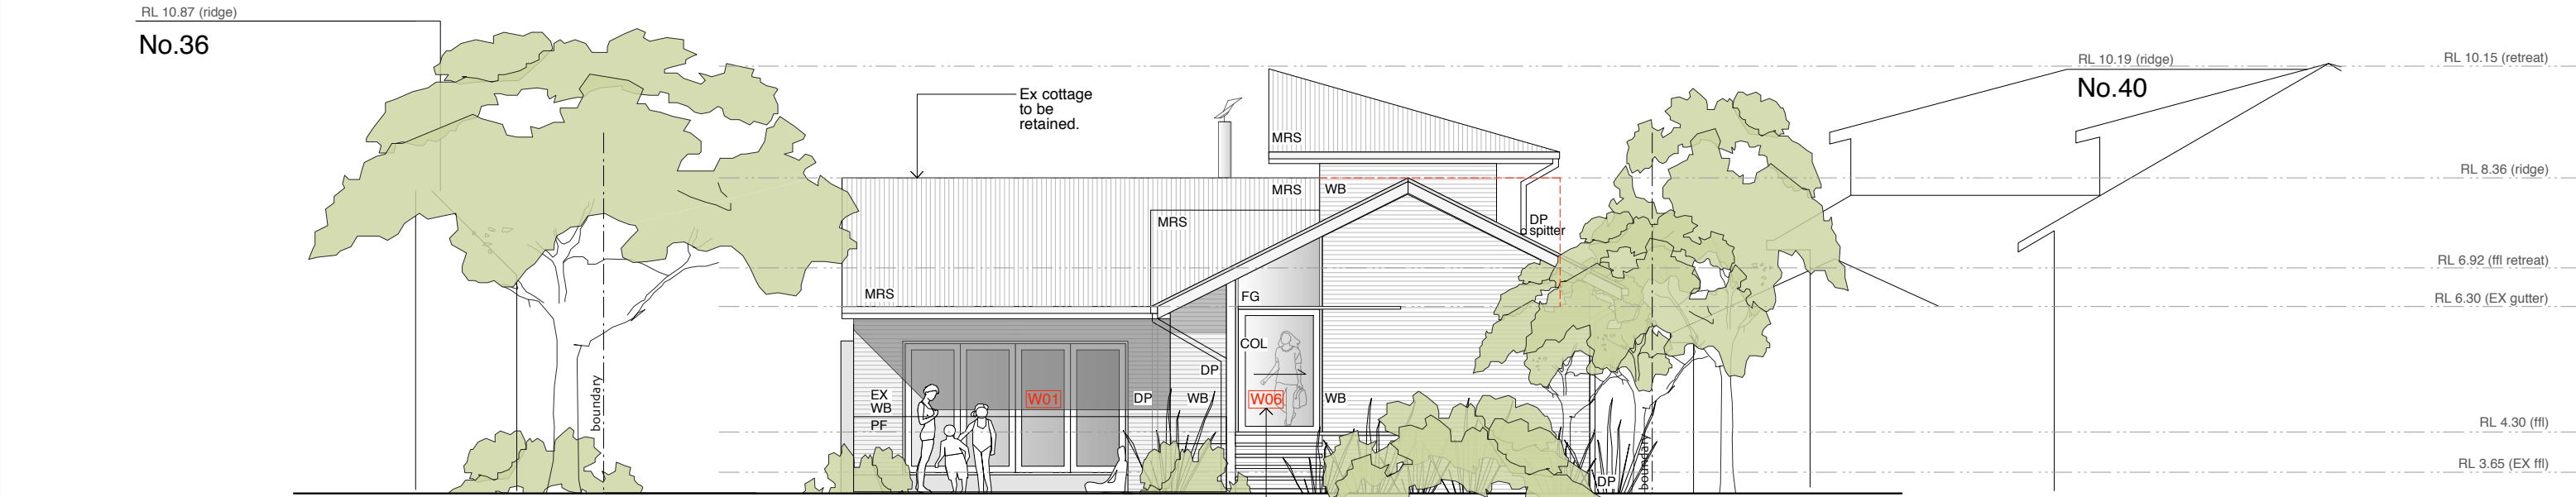 RL 10.87 (ridge)
No.36
RL 10.19 (ridge)
No.40
RL 10.15 (retreat)
Ex cottage
to be
retained.
MRS
RL 8.36 (ridge)
MRS
WB
MRS
DP
spitter
RL 6.92 (ffl retreat)
MRS
FG
RL 6.30 (EX gutter)
COL
DP
EX
WB
PF
W01
DP
WB
W06
WB
boundary
RL 4.30 (ffl)
boundary
RL 3.65 (EX ffl)
DP